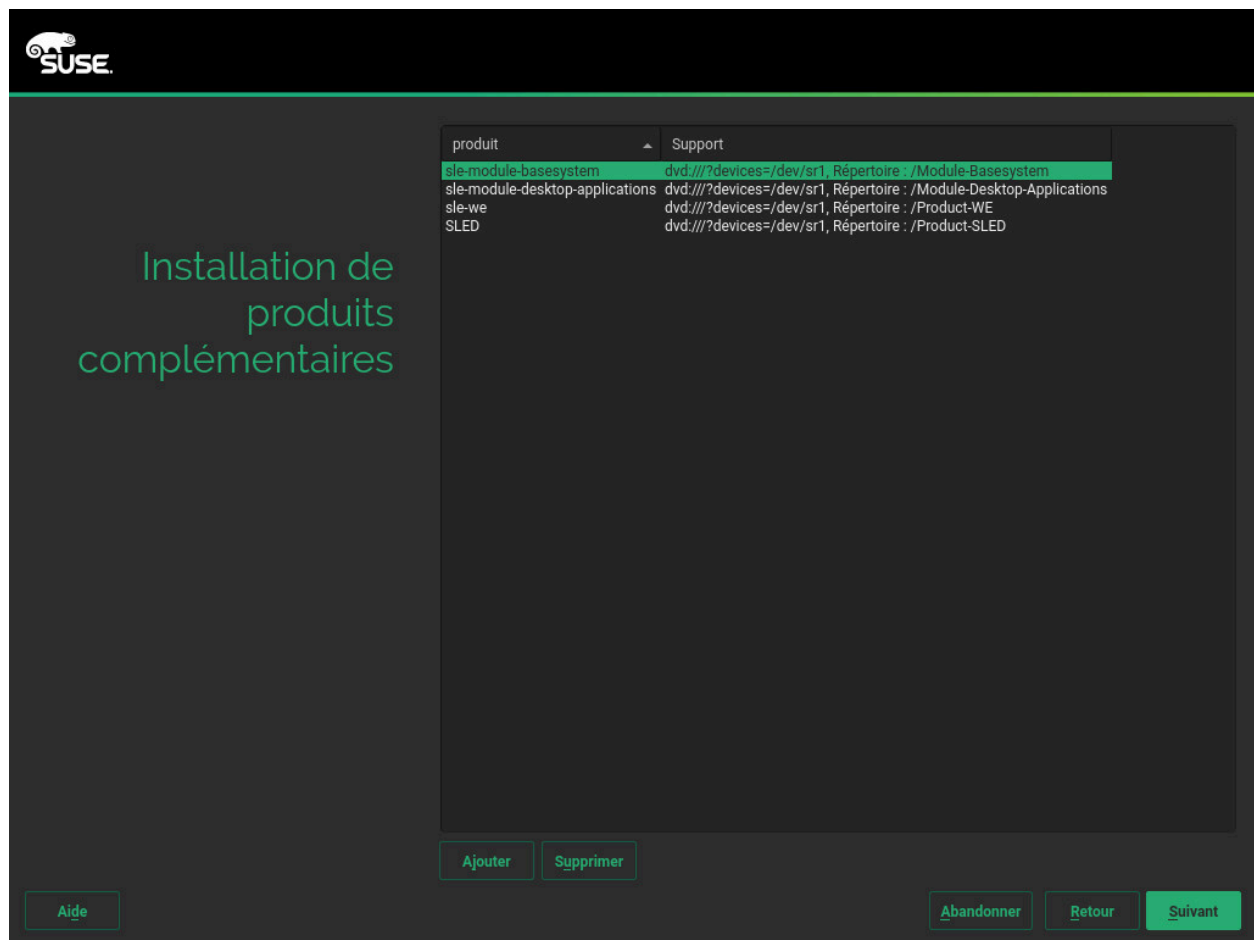 SUSE.
Installation de
produits
complémentaires
produit Support
sle-module-basesystem dvd:///?devices=/dev/sr1, Répertoire : /Module-Basesystem
sle-module-desktop-applications dvd:///?devices=/dev/sr1, Répertoire : /Module-Desktop-Applications
sle-we dvd:///?devices=/dev/sr1, Répertoire : /Product-WE
SLED dvd:///?devices=/dev/sr1, Répertoire : /Product-SLED
Ajouter Supprimer
Aide Abandonner Retour Suivant